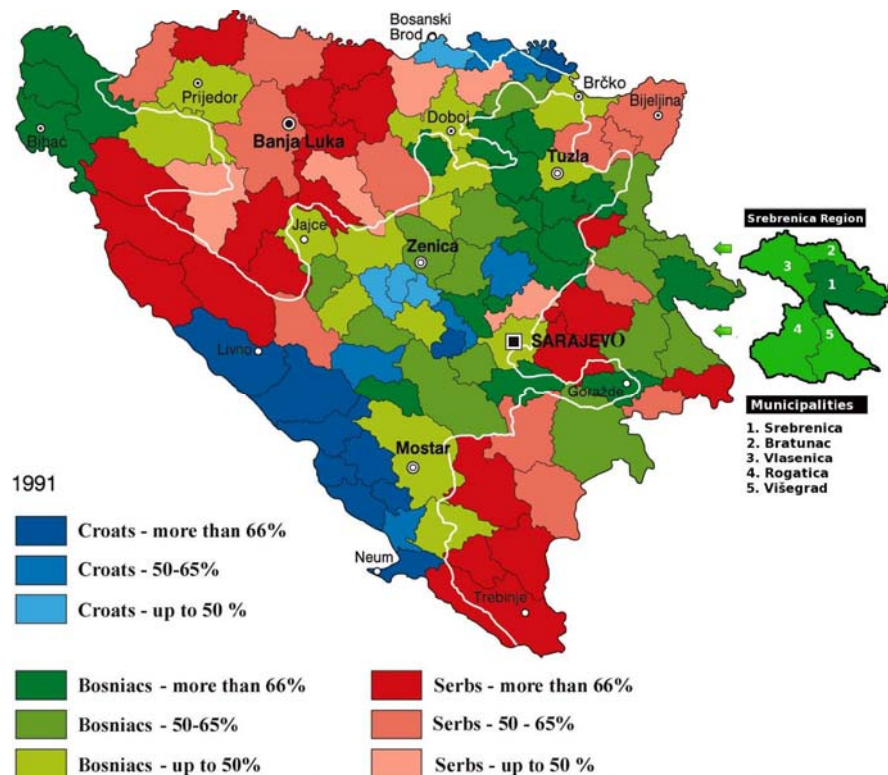 Bosanski
Brod
Brčko
Prijedor
Bijeljina
Doboj
Banja Luka
Bihać
Tuzla
Srebrenica Region
Jajce
Zenica
2
3
1
SARAJEVO
4
5
Livno
Goražde
Municipalities
1. Srebrenica
2. Bratunac
3. Vlasenica
4. Rogatica
5. Višegrad
Mostar
1991
Croats - more than 66%
Croats - 50-65%
Croats - up to 50 %
Neum
Trebinje
Bosniacs - more than 66%
Bosniacs - 50-65%
Bosniacs - up to 50%
Serbs - more than 66%
Serbs - 50 - 65%
Serbs - up to 50 %